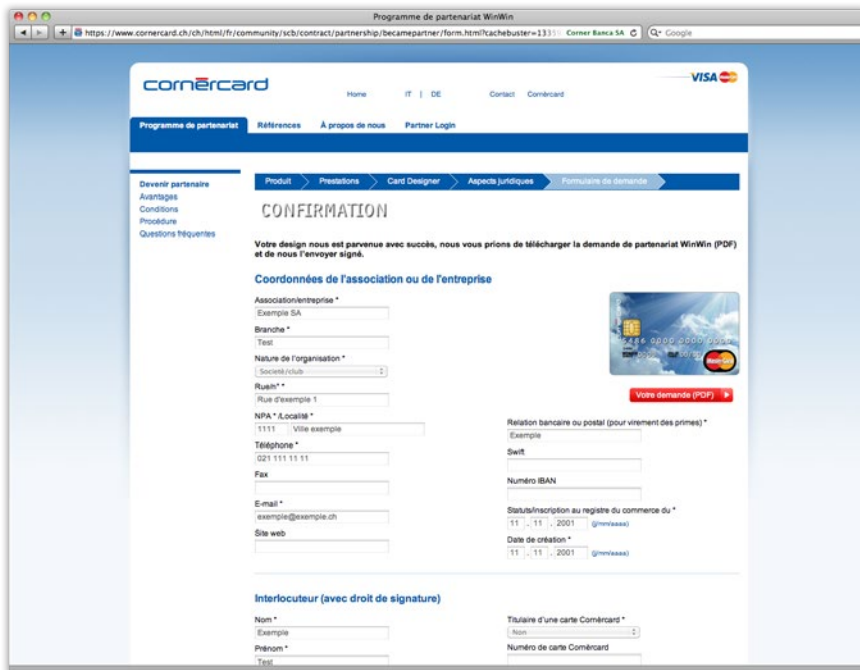 Programme de partenariat WinWin
https://www.cornercard.ch/ch/html/fr/community/scb/contract/partnership/becamepartner/form.html?cachebuster=1331 Corner Banca SA Google
cornèrcard
VISA
Home IT | DE Contact Cornèrcard
Programme de partenariat Références À propos de nous Partner Login
Devenir partenaire
Avantages
Conditions
Procédure
Questions fréquentes
Produit Prestations Card Designer Aspects juridiques Formulaire de demande
CONFIRMATION
Votre design nous est parvenue avec succès, nous vous prions de télécharger la demande de partenariat WinWin (PDF)
et de nous l'envoyer signé.
Coordonnées de l'association ou de l'entreprise
Association/entreprise *
Exemple SA
Branche *
Test
Nature de l'organisation *
Societé/club
Rue/n° *
Rue d'exemple 1
NPA * /Localité *
1111 Ville exemple
Téléphone *
021 111 11 11
Fax
E-mail *
exemple@exemple.ch
Site web
5486 0000 0000 0000
MasterCard
Votre demande (PDF)
Relation bancaire ou postal (pour virement des primes) *
Exemple
Swift
Numéro IBAN
Statuts/inscription au registre du commerce du *
11 . 11 . 2001 (jj/mm/aaaa)
Date de création *
11 . 11 . 2001 (jj/mm/aaaa)
Interlocuteur (avec droit de signature)
Nom *
Exemple
Prénom *
Test
Titulaire d'une carte Cornèrcard *
Non
Numéro de carte Cornèrcard